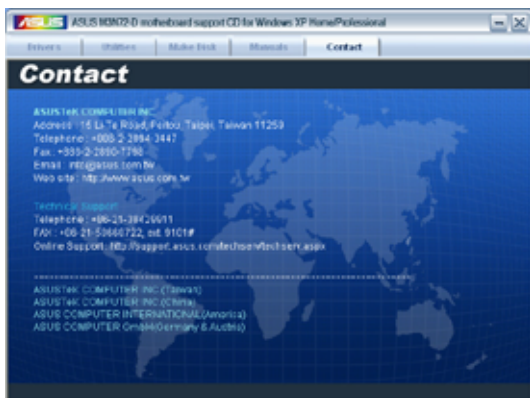 ASUS ASUS M3N72-D motherboard support CD for Windows XP Home/Professional
Drivers Utilities Make Disk Manuals Contact
Contact
ASUSTeK COMPUTER INC.
Address : 15 Li-Te Road, Peitou, Taipei, Taiwan 11259
Telephone : +886-2-2894-3447
Fax : +886-2-2890-7798
Email : info@asus.com.tw
Web site : http://www.asus.com.tw
Technical Support
Telephone : +86-21-38429911
FAX : +86-21-58668722, ext. 9101#
Online Support : http://support.asus.com/techserv/techserv.aspx
ASUSTeK COMPUTER INC.(Taiwan)
ASUSTeK COMPUTER INC.(China)
ASUS COMPUTER INTERNATIONAL(America)
ASUS COMPUTER GmbH(Germany & Austria)